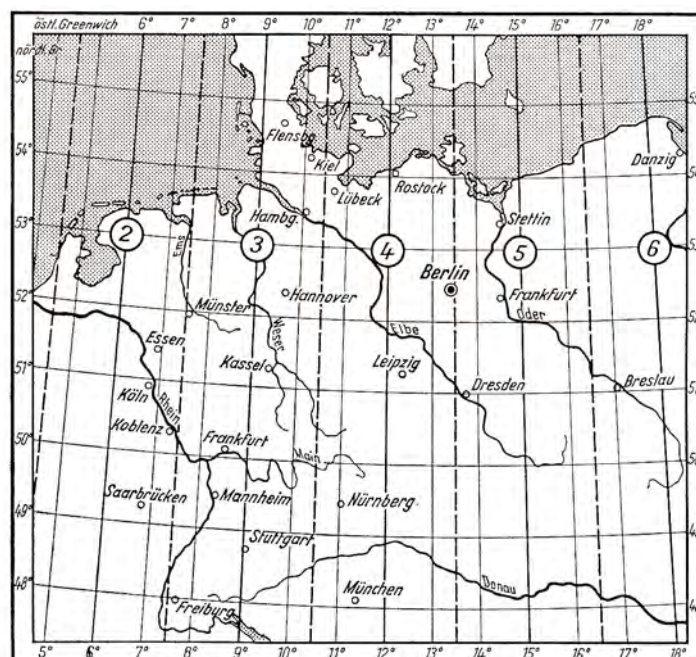 östl. Greenwich 6° 7° 8° 9° 10° 11° 12° 13° 14° 15° 16° 17° 18° 19°
nördl. Br
55°
54°
53°
52°
51°
50°
49°
48°
Flensbg.
Kiel
Danzig
Rostock
Lübeck
Hambg.
Stettin
2
3
4
5
6
Ems
Berlin
Hannover
Frankfurt
Oder
Münster
Weser
Elbe
Essen
Kassel
Leipzig
Köln
Rhein
Dresden
Breslau
Koblenz
Frankfurt
Main
Saarbrücken
Mannheim
Nürnberg
Stuttgart
München
Donau
Freiburg
5° 6° 7° 8° 9° 10° 11° 12° 13° 14° 15° 16° 17° 18°